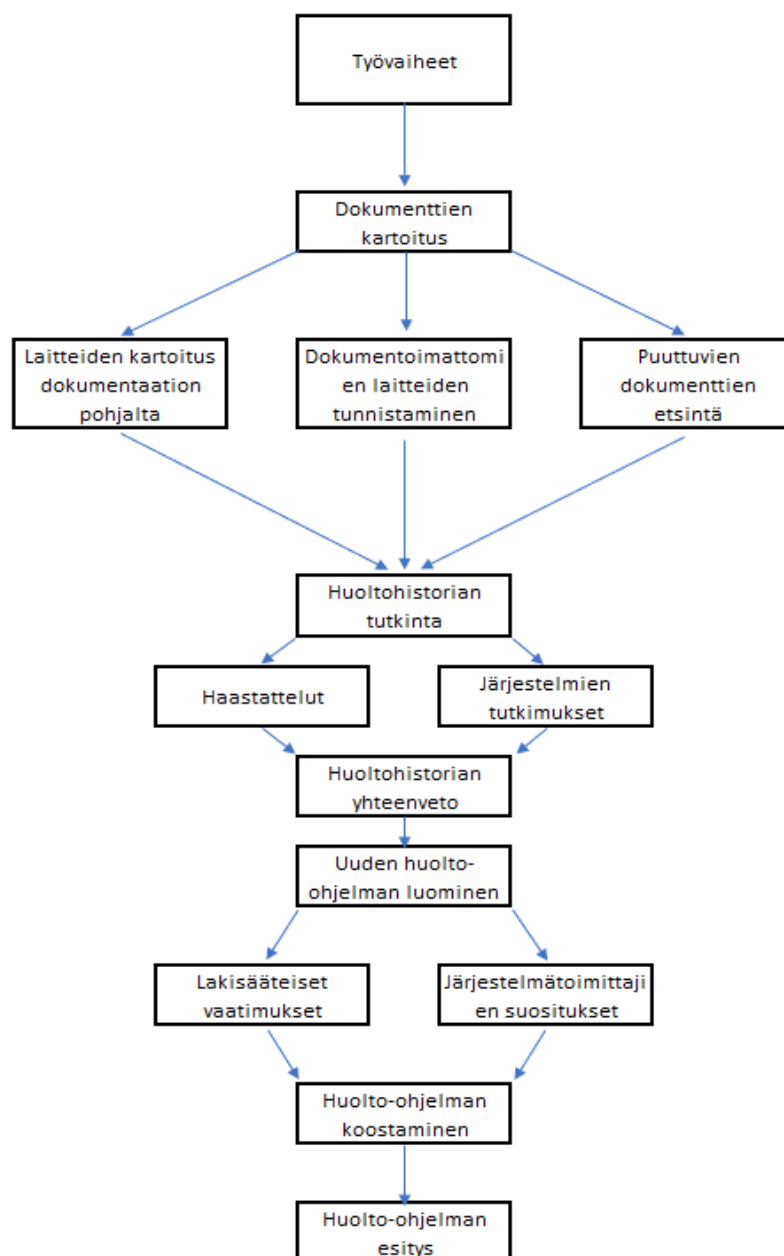 Työvaiheet
Dokumenttien
kartoitus
Laitteiden kartoitus
dokumentaation
pohjalta
Dokumentoimattomi
en laitteiden
tunnistaminen
Puuttuvien
dokumenttien
etsintä
Huoltohistorian
tutkinta
Haastattelut
Järjestelmien
tutkimukset
Huoltohistorian
yhteenveto
Uuden huolto-
ohjelman luominen
Lakisääteiset
vaatimukset
Järjestelmätoimittaji
en suositukset
Huolto-ohjelman
koostaminen
Huolto-ohjelman
esitys